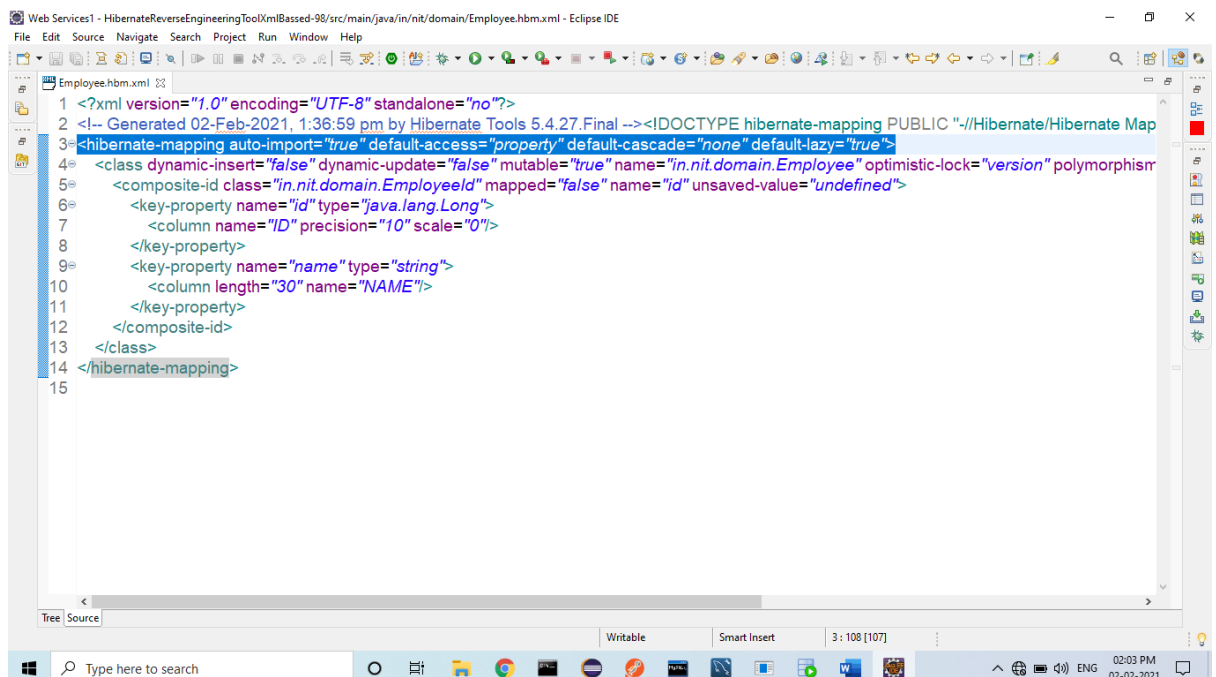 Web Services1 - HibernateReverseEngineeringToolXmlBassed-98/src/main/java/in/nit/domain/Employee.hbm.xml - Eclipse IDE
File Edit Source Navigate Search Project Run Window Help
Employee.hbm.xml
1 <?xml version="1.0" encoding="UTF-8" standalone="no"?>
2 <!-- Generated 02-Feb-2021, 1:36:59 pm by Hibernate Tools 5.4.27.Final --><!DOCTYPE hibernate-mapping PUBLIC "-//Hibernate/Hibernate Map
3 <hibernate-mapping auto-import="true" default-access="property" default-cascade="none" default-lazy="true">
4 <class dynamic-insert="false" dynamic-update="false" mutable="true" name="in.nit.domain.Employee" optimistic-lock="version" polymorphism
5 <composite-id class="in.nit.domain.EmployeeId" mapped="false" name="id" unsaved-value="undefined">
6 <key-property name="id" type="java.lang.Long">
7 <column name="ID" precision="10" scale="0"/>
8 </key-property>
9 <key-property name="name" type="string">
10 <column length="30" name="NAME"/>
11 </key-property>
12 </composite-id>
13 </class>
14 </hibernate-mapping>
15
Tree Source
Writable Smart Insert 3 : 108 [107]
Type here to search
ENG 02:03 PM
02-02-2021